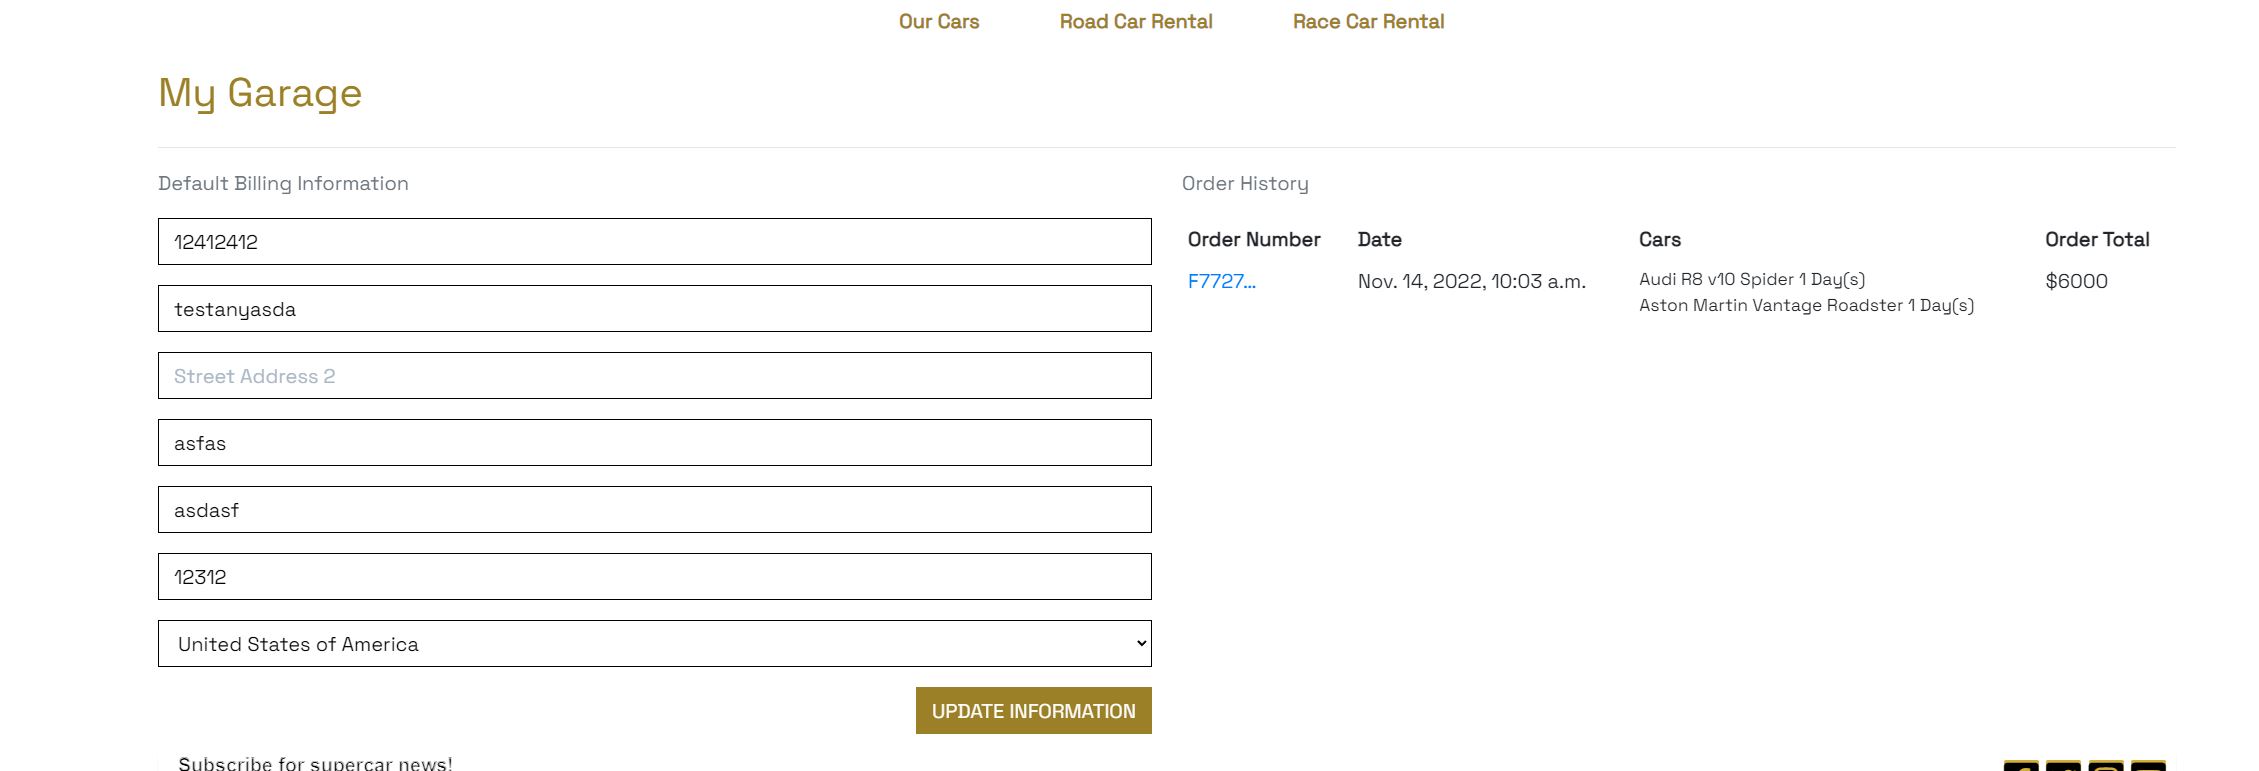 Our Cars Road Car Rental Race Car Rental
My Garage
Default Billing Information
12412412
testanyasda
Street Address 2
asfas
asdasf
12312
United States of America
UPDATE INFORMATION
Order History
Order Number Date Cars Order Total
F7727... Nov. 14, 2022, 10:03 a.m. Audi R8 v10 Spider 1 Day(s) $6000
Aston Martin Vantage Roadster 1 Day(s)
Subscribe for supercar news!